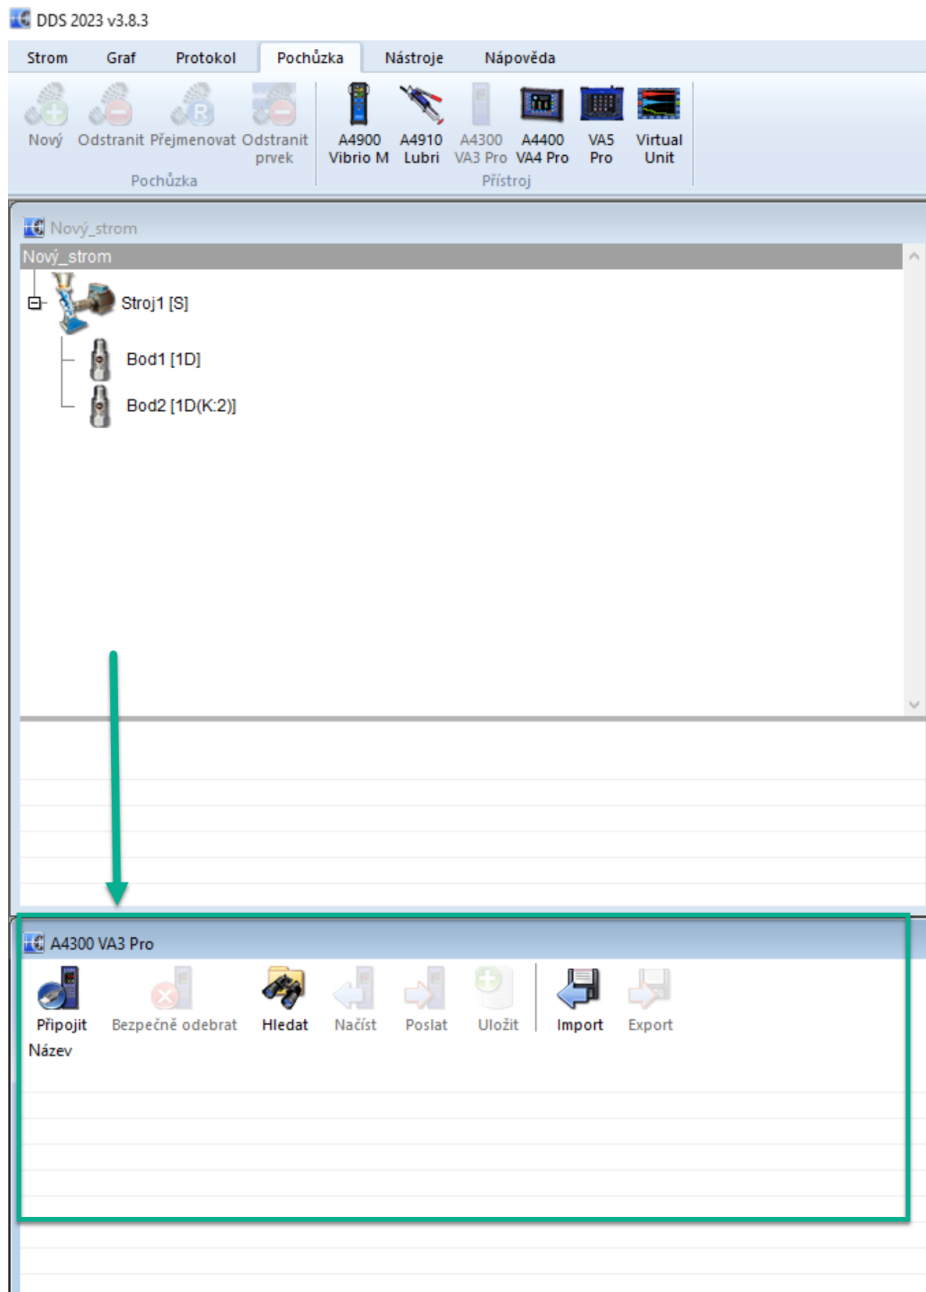 DDS 2023 v3.8.3
Strom Graf Protokol Pochůzka Nástroje Nápověda
Nový Odstranit Přejmenovat Odstranit prvek A4900 Vibrio M A4910 Lubri A4300 VA3 Pro A4400 VA4 Pro VA5 Pro Virtual Unit
Pochůzka Přístroj
Nový_strom
Nový_strom
Stroj1 [S]
Bod1 [1D]
Bod2 [1D(K:2)]
A4300 VA3 Pro
Připojit Bezpečně odebrat Hledat Načíst Poslat Uložit Import Export
Název